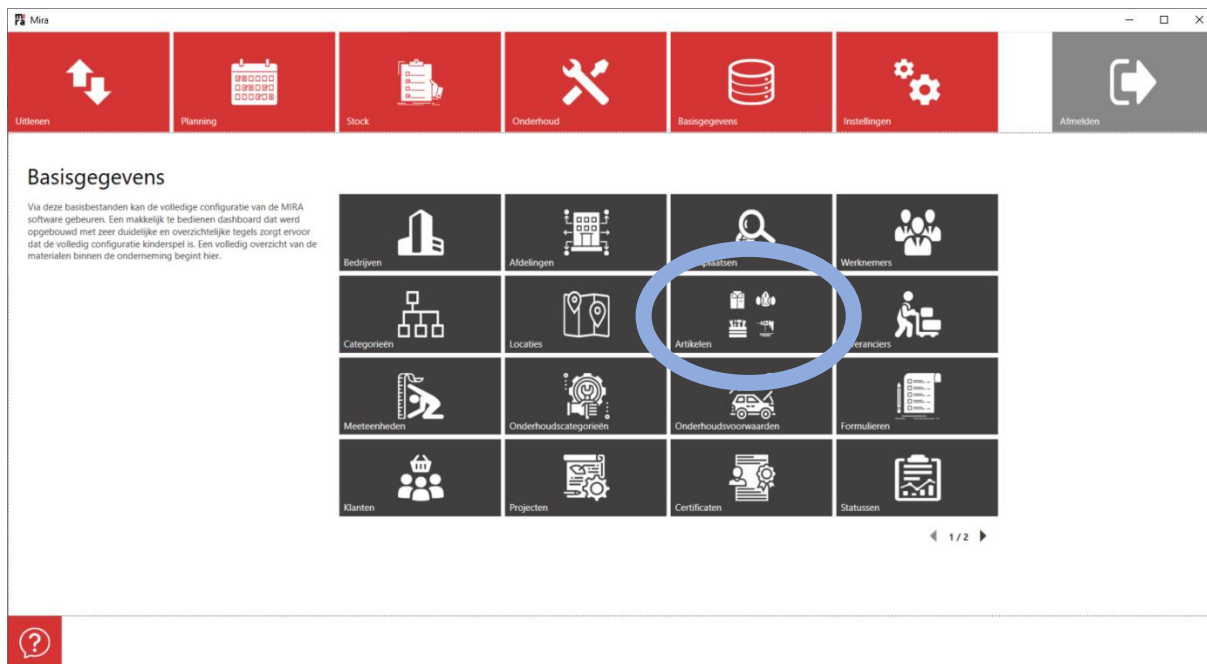 mira Mira
Uitlenen
Planning
Stock
Onderhoud
Basisgegevens
Instellingen
Afmelden
Basisgegevens
Via deze basisbestanden kan de volledige configuratie van de MIRA
software gebeuren. Een makkelijk te bedienen dashboard dat werd
opgebouwd met zeer duidelijke en overzichtelijke tegels zorgt ervoor
dat de volledig configuratie kinderspel is. Een volledig overzicht van de
materialen binnen de onderneming begint hier.
Bedrijven
Afdelingen
plaatsen
Werknemers
Categorieën
Locaties
Artikelen
veranciers
Meeteenheden
Onderhoudscategorieën
Onderhoudsvoorwaarden
Formulieren
Klanten
Projecten
Certificaten
Statussen
1 / 2
?